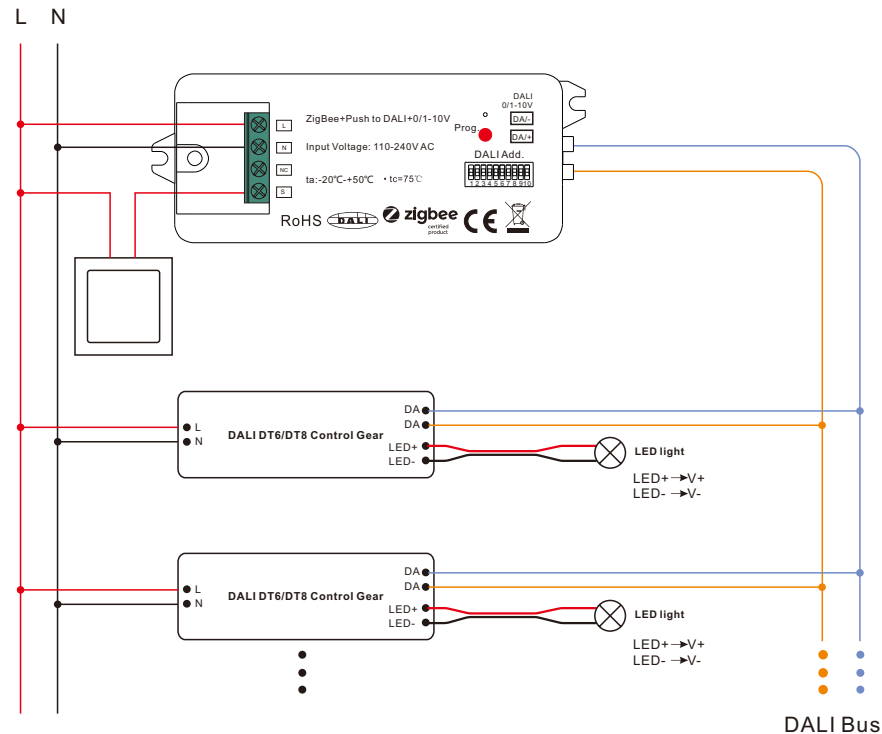 L N
DALI
0/1-10V
L
ZigBee+Push to DALI+0/1-10V
Prog.
DA/-
N
Input Voltage: 110-240V AC
DA/+
DALI Add.
NC
ta:-20℃-+50℃ • tc=75℃
1 2 3 4 5 6 7 8 9 10
S
RoHS
DALI
zigbee
certified
product
CE
DA
L
DA
N
DALI DT6/DT8 Control Gear
LED+
LED-
LED light
LED+→V+
LED- →V-
DA
L
DA
N
DALI DT6/DT8 Control Gear
LED+
LED-
LED light
LED+→V+
LED- →V-
DALI Bus